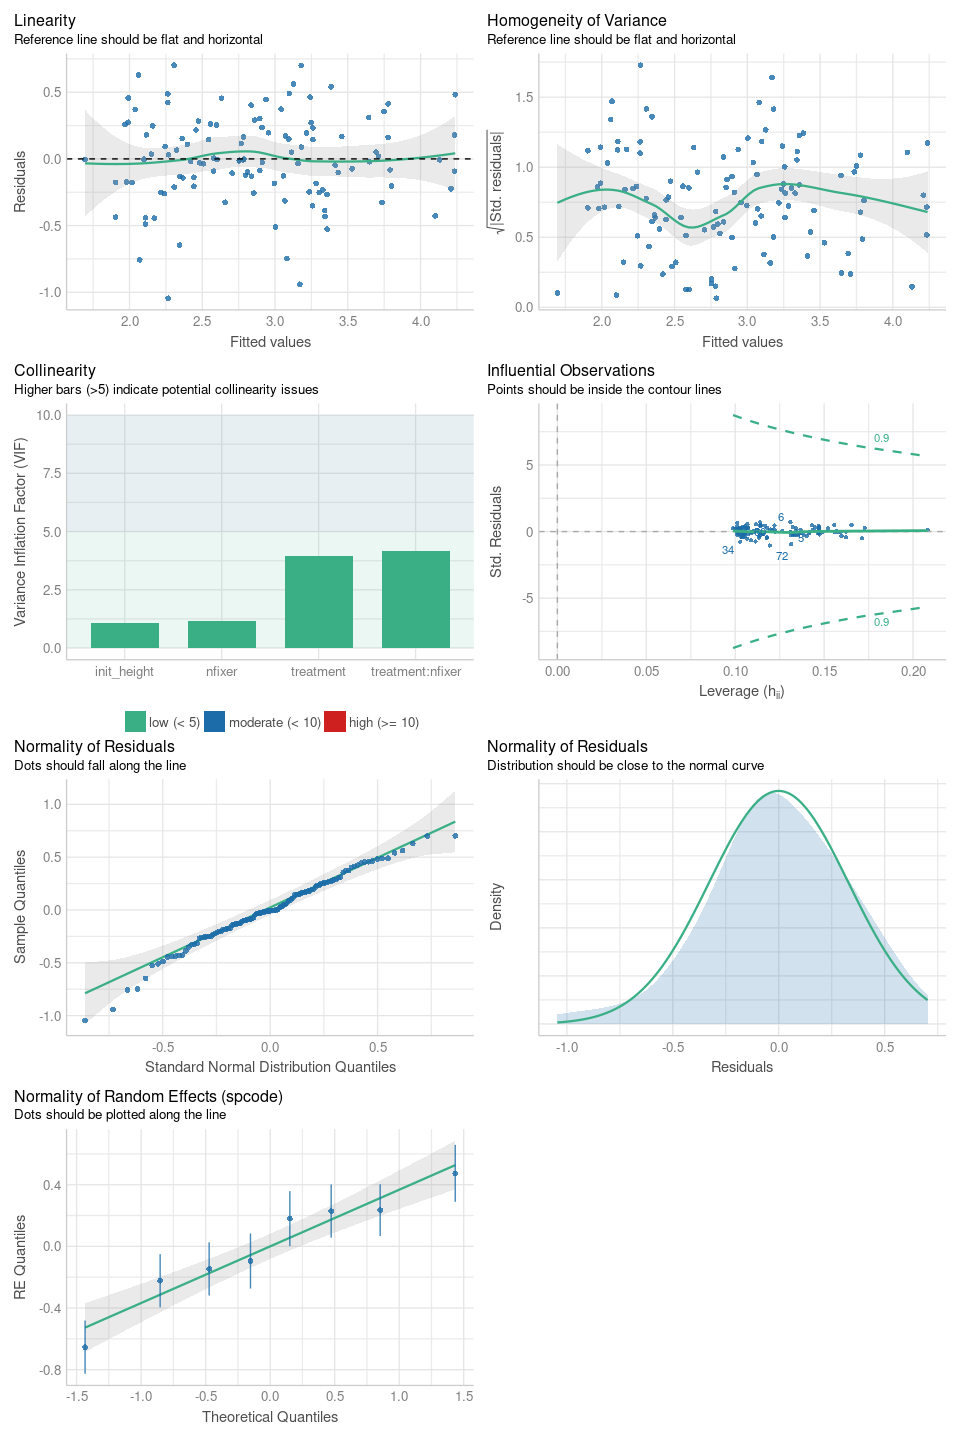 Linearity
Reference line should be flat and horizontal
Residuals
0.5
0.0
-0.5
-1.0
2.0 2.5 3.0 3.5 4.0
Fitted values
Homogeneity of Variance
Reference line should be flat and horizontal
√|Std. residuals|
1.5
1.0
0.5
0.0
2.0 2.5 3.0 3.5 4.0
Fitted values
Collinearity
Higher bars (>5) indicate potential collinearity issues
Variance Inflation Factor (VIF)
10.0
7.5
5.0
2.5
0.0
init_height nfixer treatment treatment:nfixer
low (< 5) moderate (< 10) high (>= 10)
Influential Observations
Points should be inside the contour lines
Std. Residuals
5
0
-5
0.9
6
5
34
72
0.9
0.00 0.05 0.10 0.15 0.20
Leverage (hii)
Normality of Residuals
Dots should fall along the line
Sample Quantiles
1.0
0.5
0.0
-0.5
-1.0
-0.5 0.0 0.5
Standard Normal Distribution Quantiles
Normality of Residuals
Distribution should be close to the normal curve
Density
-1.0 -0.5 0.0 0.5
Residuals
Normality of Random Effects (spcode)
Dots should be plotted along the line
RE Quantiles
0.4
0.0
-0.4
-0.8
-1.5 -1.0 -0.5 0.0 0.5 1.0 1.5
Theoretical Quantiles